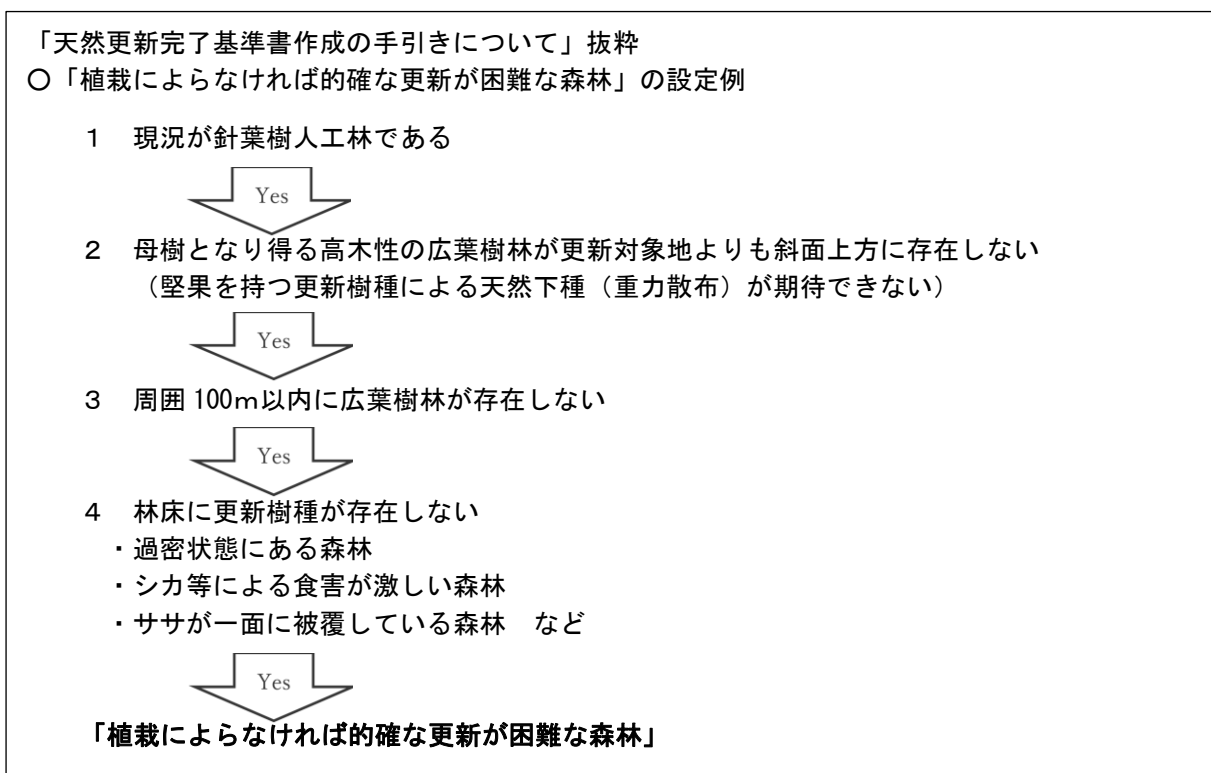 「天然更新完了基準書作成の手引きについて」抜粋
〇「植栽によらなければ的確な更新が困難な森林」の設定例
１　現況が針葉樹人工林である
Yes
２　母樹となり得る高木性の広葉樹林が更新対象地よりも斜面上方に存在しない
（堅果を持つ更新樹種による天然下種（重力散布）が期待できない）
Yes
３　周囲 100ｍ以内に広葉樹林が存在しない
Yes
４　林床に更新樹種が存在しない
・過密状態にある森林
・シカ等による食害が激しい森林
・ササが一面に被覆している森林　など
Yes
「植栽によらなければ的確な更新が困難な森林」